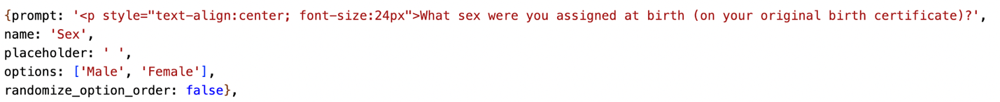 {prompt: '<p style="text-align:center; font-size:24px">What sex were you assigned at birth (on your original birth certificate)?',
name: 'Sex',
placeholder: ' ',
options: ['Male', 'Female'],
randomize_option_order: false},